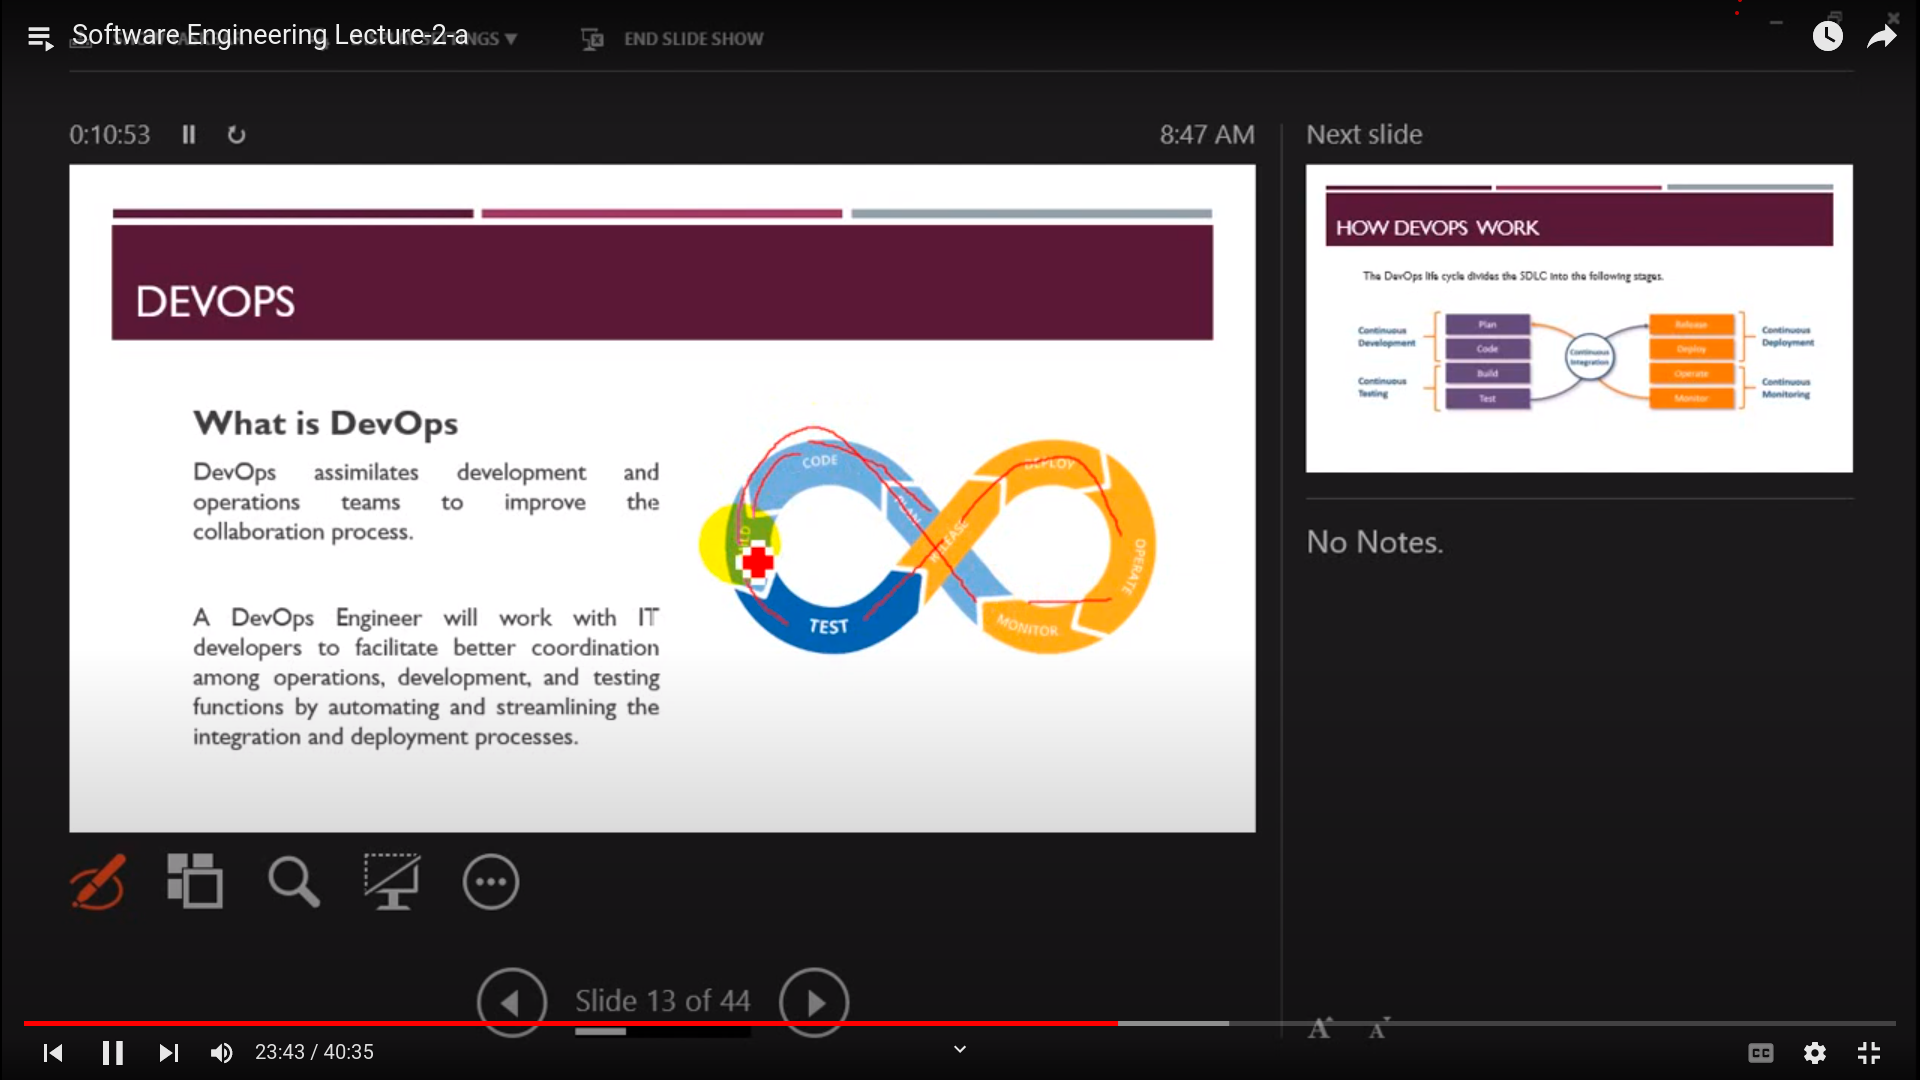 Software Engineering Lecture-2-a
END SLIDE SHOW
0:10:53
8:47 AM
Next slide
DEVOPS
What is DevOps
DevOps assimilates development and
operations teams to improve the
collaboration process.
A DevOps Engineer will work with IT
developers to facilitate better coordination
among operations, development, and testing
functions by automating and streamlining the
integration and deployment processes.
CODE
PLAN
TEST
RELEASE
DEPLOY
OPERATE
MONITOR
HOW DEVOPS WORK
The DevOps life cycle divides the SDLC into the following stages.
Continuous
Development
Continuous
Testing
Plan
Code
Build
Test
Continuous
Integration
Release
Deploy
Operate
Monitor
Continuous
Deployment
Continuous
Monitoring
No Notes.
Slide 13 of 44
A A
23:43 / 40:35
CC